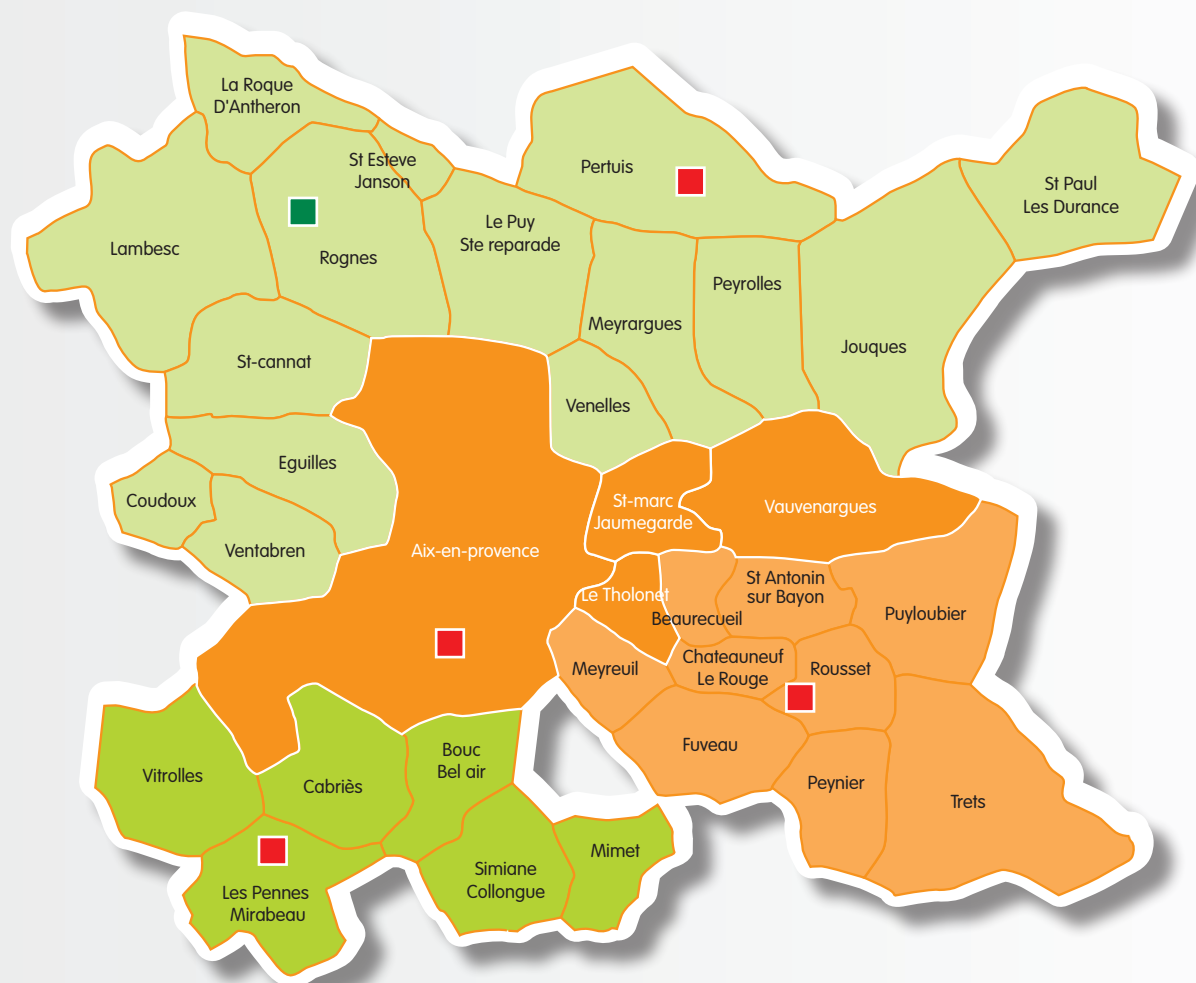 La Roque
D'Antheron
St Esteve
Janson
Pertuis
St Paul
Les Durance
Lambesc
Rognes
Le Puy
Ste reparade
Peyrolles
Meyrargues
Jouques
St-cannat
Venelles
Eguilles
Coudoux
Ventabren
Aix-en-provence
St-marc
Jaumegarde
Vauvenargues
Le Tholonet
Beaurecueil
St Antonin
sur Bayon
Puyloubier
Meyreuil
Chateauneuf
Le Rouge
Rousset
Fuveau
Peynier
Trets
Vitrolles
Cabriès
Bouc
Bel air
Les Pennes
Mirabeau
Simiane
Collongue
Mimet